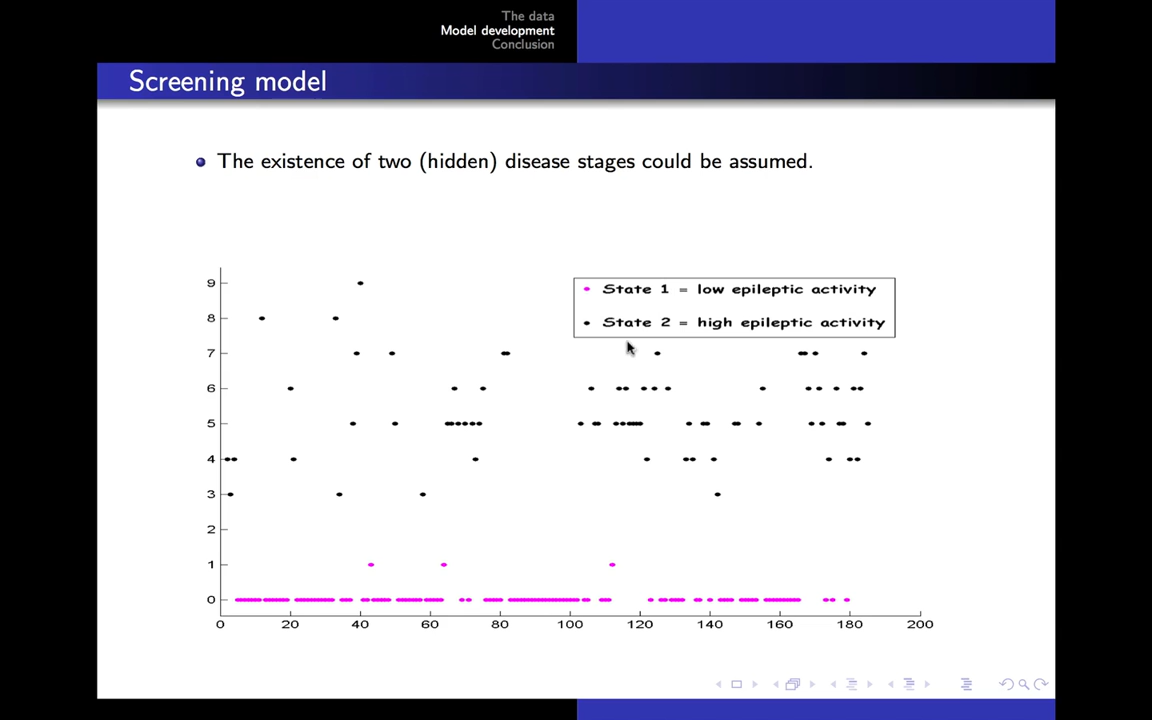 The data
Model development
Conclusion
Screening model
The existence of two (hidden) disease stages could be assumed.
State 1 = low epileptic activity
State 2 = high epileptic activity
9
8
7
6
5
4
3
2
1
0
0 20 40 60 80 100 120 140 160 180 200